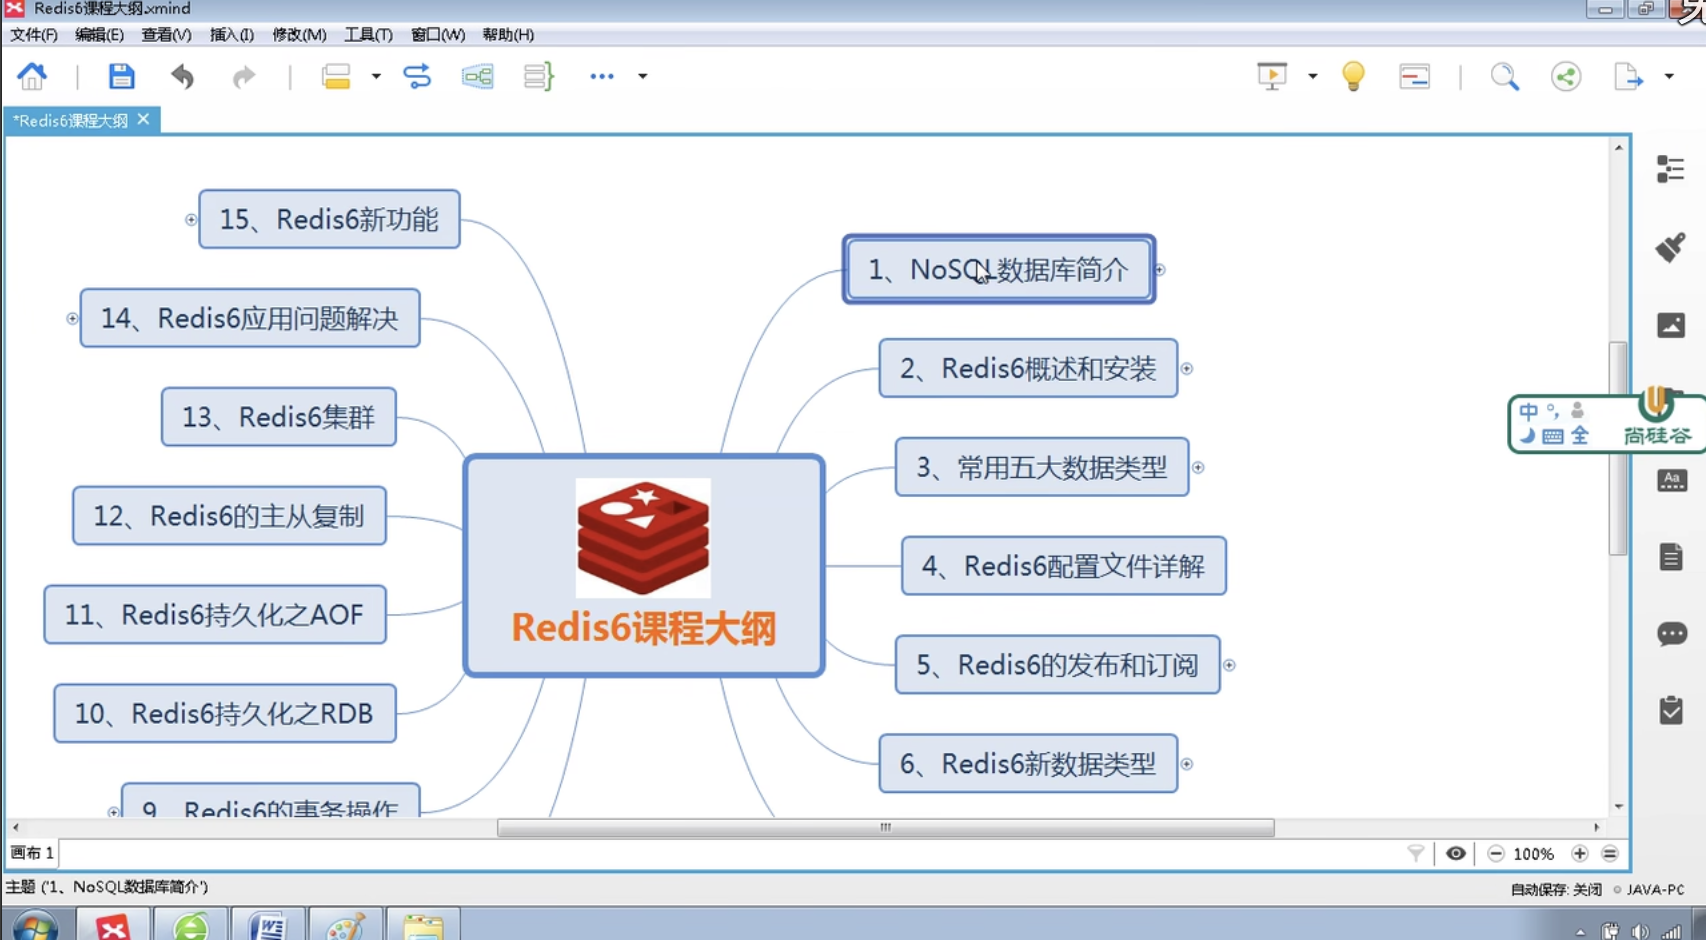 Redis6课程大纲.xmind
文件(F) 编辑(E) 查看(V) 插入(I) 修改(M) 工具(T) 窗口(W) 帮助(H)
*Redis6课程大纲
15、Redis6新功能
14、Redis6应用问题解决
13、Redis6集群
12、Redis6的主从复制
11、Redis6持久化之AOF
10、Redis6持久化之RDB
9、Redis6的事务操作
Redis6课程大纲
1、NoSQL数据库简介
2、Redis6概述和安装
3、常用五大数据类型
4、Redis6配置文件详解
5、Redis6的发布和订阅
6、Redis6新数据类型
中 °,
全
尚硅谷
Aa
画布 1
100%
主题 ('1、NoSQL数据库简介')
自动保存: 关闭
JAVA-PC